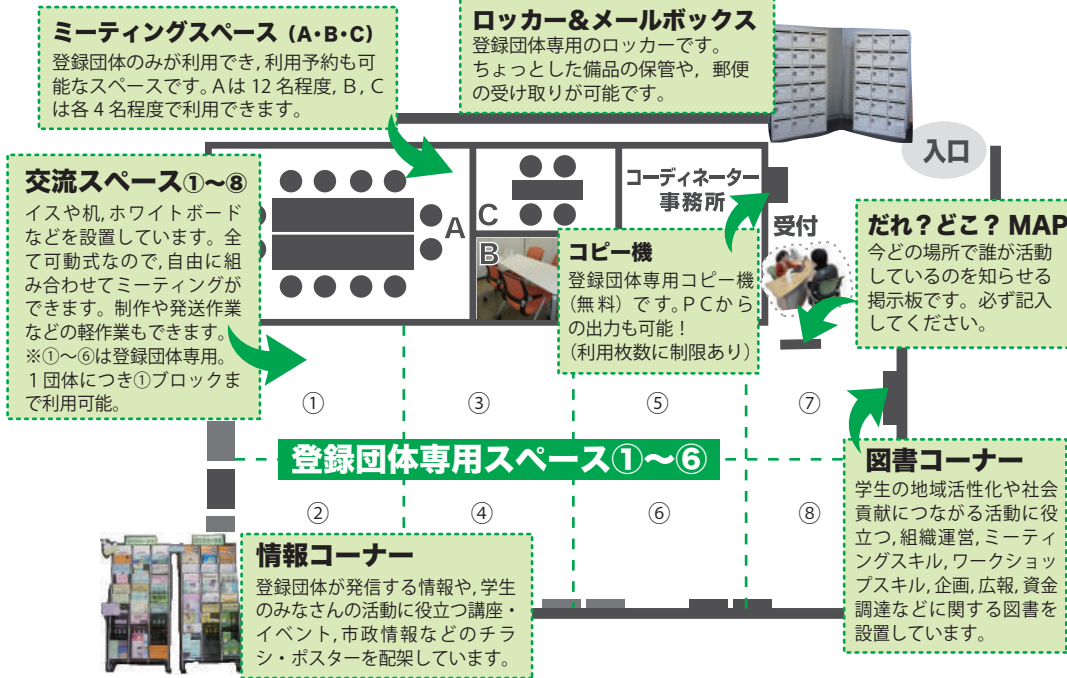 ミーティングスペース（A・B・C）
登録団体のみが利用でき,利用予約も可
能なスペースです。Aは12名程度,B,C
は各4名程度で利用できます。
ロッカー＆メールボックス
登録団体専用のロッカーです。
ちょっとした備品の保管や，郵便
の受け取りが可能です。
入口
交流スペース①〜⑧
イスや机,ホワイトボード
などを設置しています。全
て可動式なので,自由に組
み合わせてミーティングが
できます。制作や発送作業
などの軽作業もできます。
※①〜⑥は登録団体専用。
1団体につき①ブロックま
で利用可能。
A
C
B
コーディネーター
事務所
受付
コピー機
登録団体専用コピー機
（無料）です。PCから
の出力も可能！
（利用枚数に制限あり）
だれ？どこ？MAP
今どの場所で誰が活動
しているのを知らせる
掲示板です。必ず記入
してください。
①
③
⑤
⑦
登録団体専用スペース①〜⑥
②
④
⑥
⑧
図書コーナー
学生の地域活性化や社会
貢献につながる活動に役
立つ,組織運営,ミーティ
ングスキル,ワークショッ
プスキル,企画,広報,資金
調達などに関する図書を
設置しています。
情報コーナー
登録団体が発信する情報や,学生
のみなさんの活動に役立つ講座・
イベント,市政情報などのチラ
シ・ポスターを配架しています。